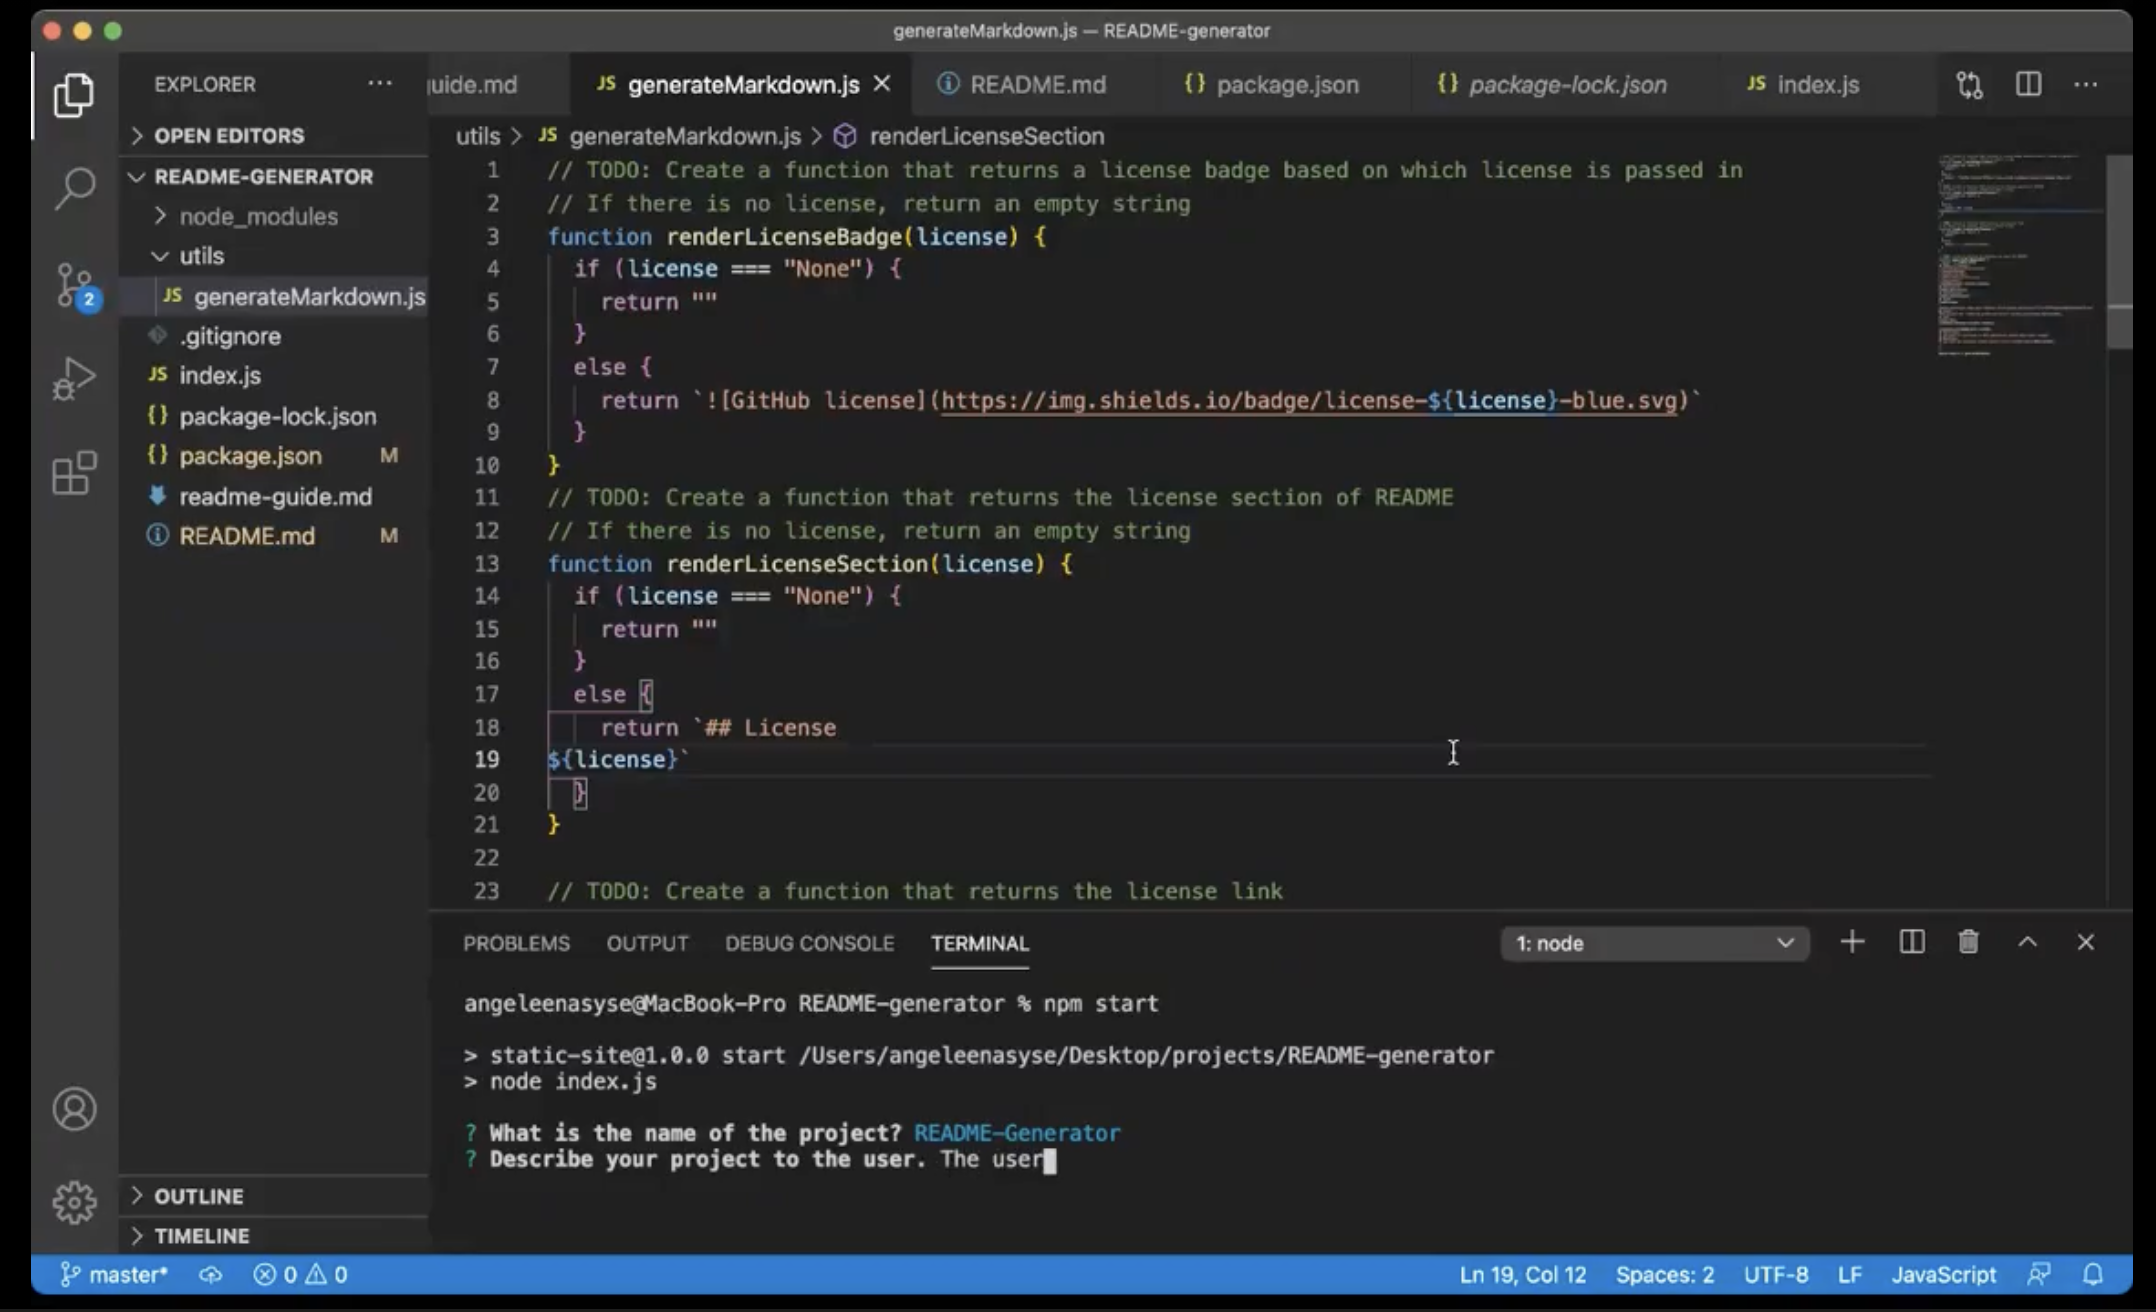 generateMarkdown.js — README-generator
EXPLORER
guide.md
JS generateMarkdown.js
README.md
{} package.json
{} package-lock.json
JS index.js
OPEN EDITORS
README-GENERATOR
node_modules
utils
JS generateMarkdown.js
.gitignore
JS index.js
{} package-lock.json
{} package.json M
readme-guide.md
README.md M
OUTLINE
TIMELINE
2
utils > JS generateMarkdown.js > renderLicenseSection
1 // TODO: Create a function that returns a license badge based on which license is passed in
2 // If there is no license, return an empty string
3 function renderLicenseBadge(license) {
4 if (license === "None") {
5 return ""
6 }
7 else {
8 return `![GitHub license](https://img.shields.io/badge/license-${license}-blue.svg)`
9 }
10 }
11 // TODO: Create a function that returns the license section of README
12 // If there is no license, return an empty string
13 function renderLicenseSection(license) {
14 if (license === "None") {
15 return ""
16 }
17 else {
18 return `## License
19 ${license}`
20 }
21 }
22
23 // TODO: Create a function that returns the license link
PROBLEMS OUTPUT DEBUG CONSOLE TERMINAL 1: node
angeleenasyse@MacBook-Pro README-generator % npm start
> static-site@1.0.0 start /Users/angeleenasyse/Desktop/projects/README-generator
> node index.js
? What is the name of the project? README-Generator
? Describe your project to the user. The user
master* 0 0 Ln 19, Col 12 Spaces: 2 UTF-8 LF JavaScript